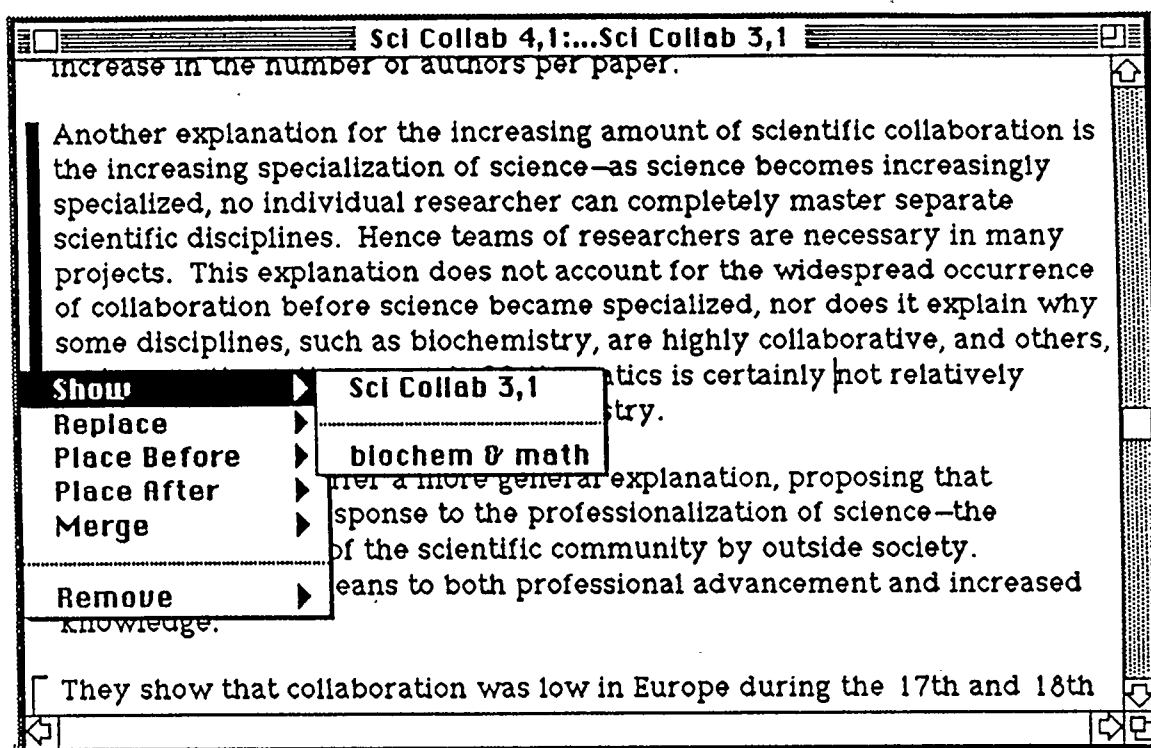 Sci Collab 4,1:...Sci Collab 3,1
increase in the number of authors per paper.
Another explanation for the increasing amount of scientific collaboration is
the increasing specialization of science—as science becomes increasingly
specialized, no individual researcher can completely master separate
scientific disciplines. Hence teams of researchers are necessary in many
projects. This explanation does not account for the widespread occurrence
of collaboration before science became specialized, nor does it explain why
some disciplines, such as biochemistry, are highly collaborative, and others,
tics is certainly not relatively
try.
Show
Replace
Place Before
Place After
Merge
Remove
Sci Collab 3,1
biochem & math
a more general explanation, proposing that
sponse to the professionalization of science—the
of the scientific community by outside society.
eans to both professional advancement and increased
knowledge.
They show that collaboration was low in Europe during the 17th and 18th